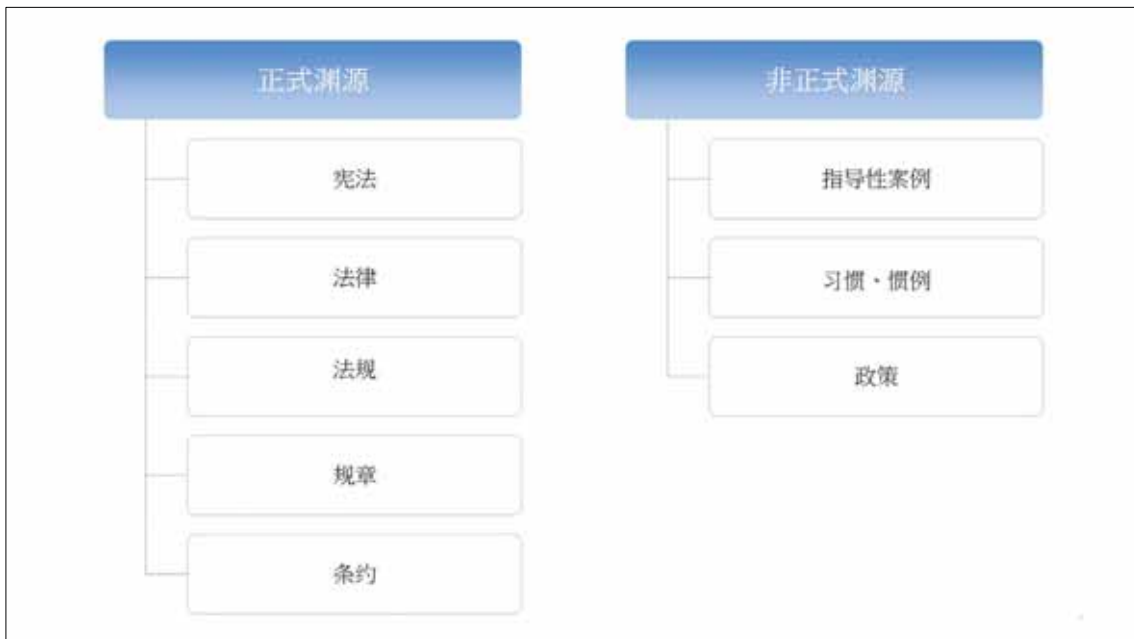 正式渊源
宪法
法律
法规
规章
条约
非正式渊源
指导性案例
习惯、惯例
政策